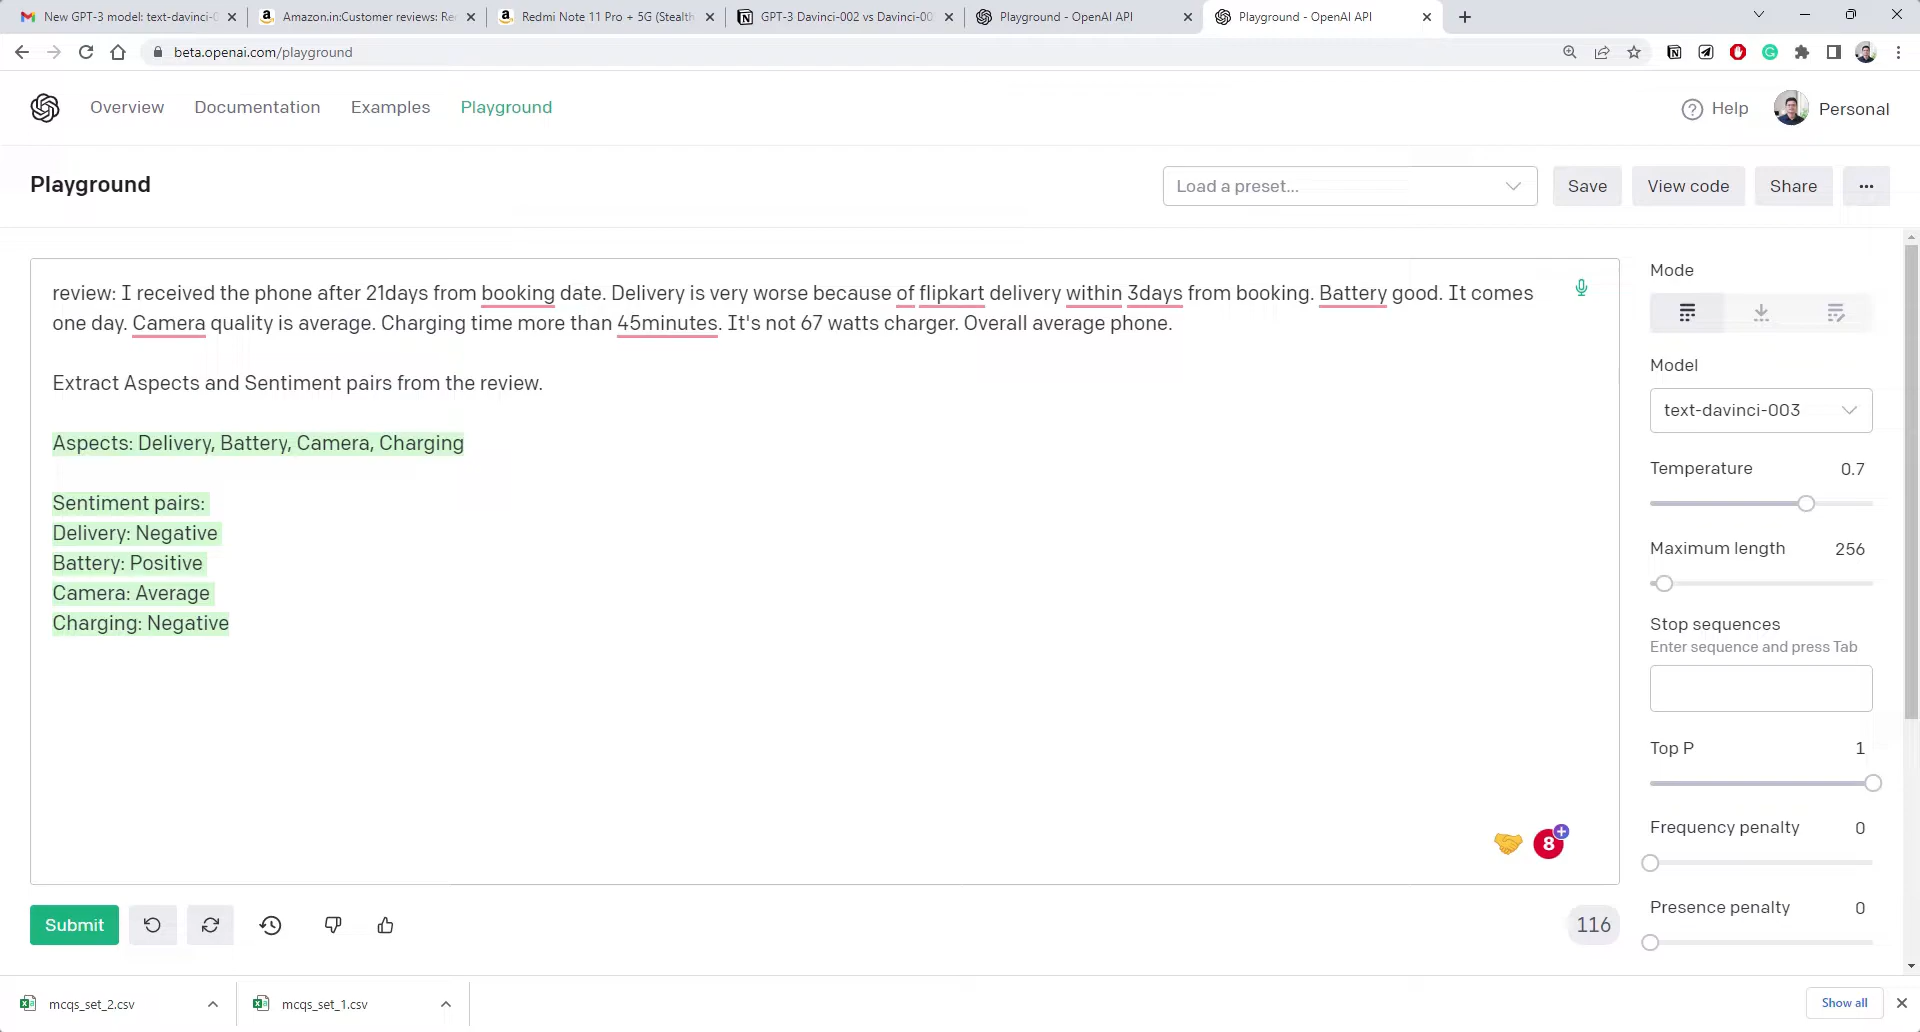 New GPT-3 model: text-davinci-0
Amazon.in:Customer reviews: Re
Redmi Note 11 Pro + 5G (Stealth
GPT-3 Davinci-002 vs Davinci-00
Playground - OpenAI API
Playground - OpenAI API
beta.openai.com/playground
Overview
Documentation
Examples
Playground
Help
Personal
Playground
Load a preset...
Save
View code
Share
review: I received the phone after 21days from booking date. Delivery is very worse because of flipkart delivery within 3days from booking. Battery good. It comes
one day. Camera quality is average. Charging time more than 45minutes. It's not 67 watts charger. Overall average phone.
Extract Aspects and Sentiment pairs from the review.
Aspects: Delivery, Battery, Camera, Charging
Sentiment pairs:
Delivery: Negative
Battery: Positive
Camera: Average
Charging: Negative
8
Mode
Model
text-davinci-003
Temperature 0.7
Maximum length 256
Stop sequences
Enter sequence and press Tab
Top P 1
Frequency penalty 0
Presence penalty 0
Submit
116
mcqs_set_2.csv
mcqs_set_1.csv
Show all